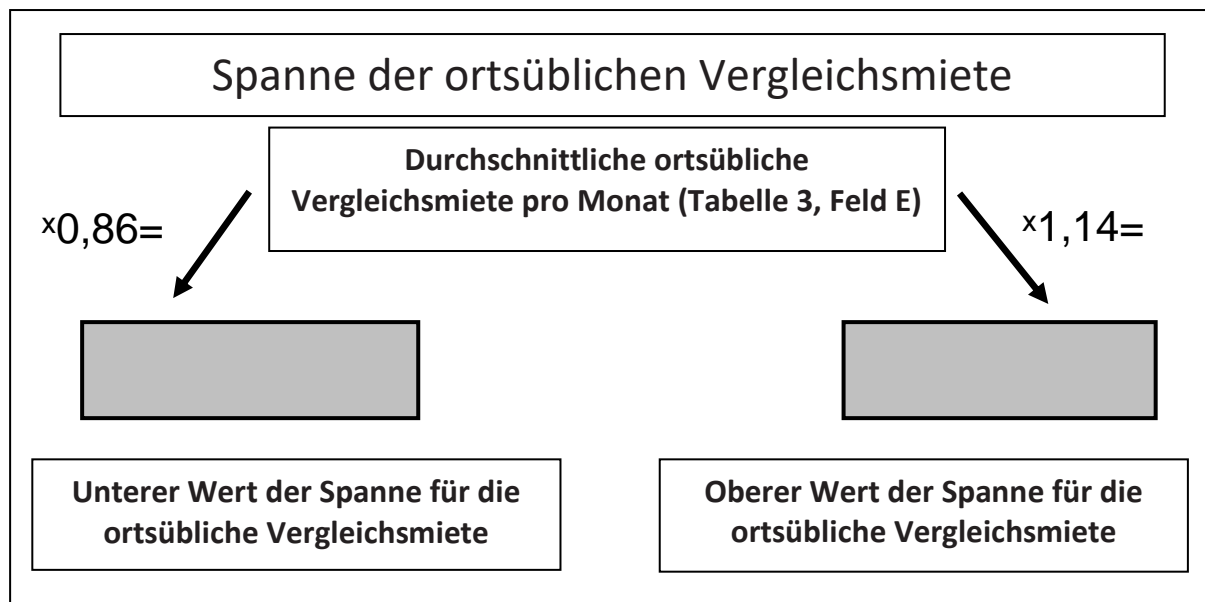 Spanne der ortsüblichen Vergleichsmiete
Durchschnittliche ortsübliche
Vergleichsmiete pro Monat (Tabelle 3, Feld E)
x0,86=
x1,14=
Unterer Wert der Spanne für die
ortsübliche Vergleichsmiete
Oberer Wert der Spanne für die
ortsübliche Vergleichsmiete